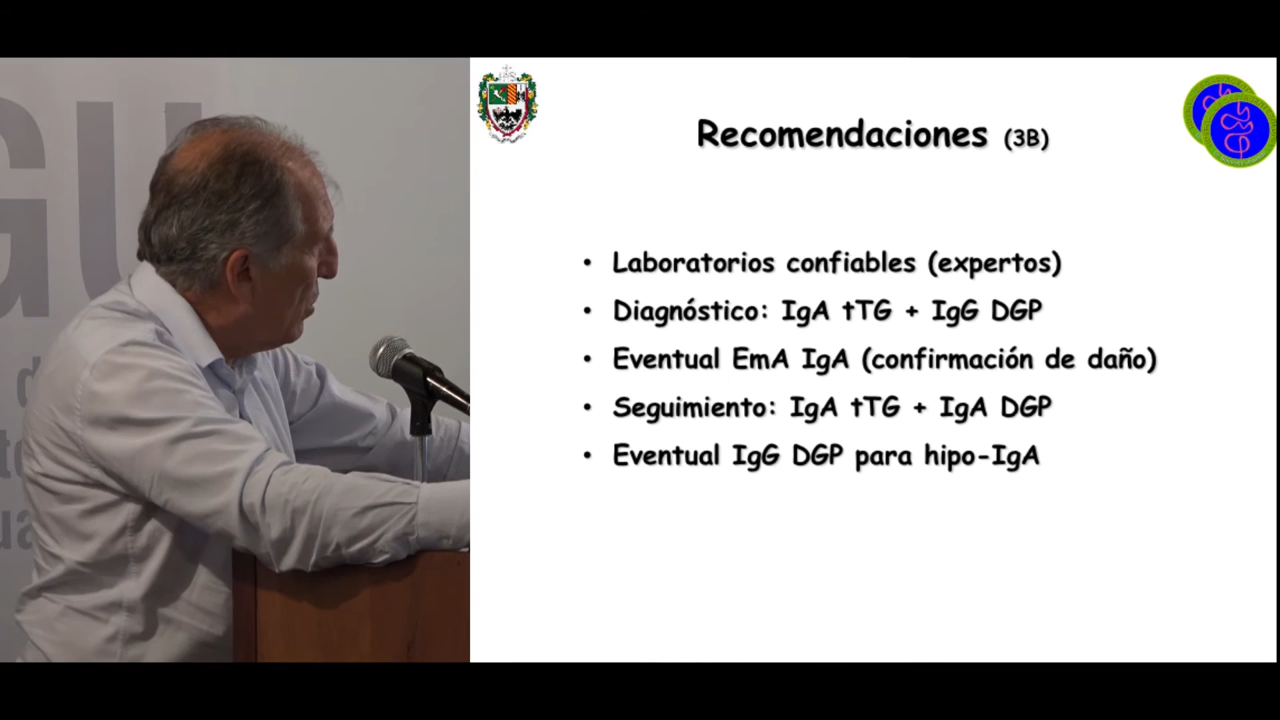 GU
Recomendaciones (3B)
• Laboratorios confiables (expertos)
• Diagnóstico: IgA tTG + IgG DGP
• Eventual EmA IgA (confirmación de daño)
• Seguimiento: IgA tTG + IgA DGP
• Eventual IgG DGP para hipo-IgA